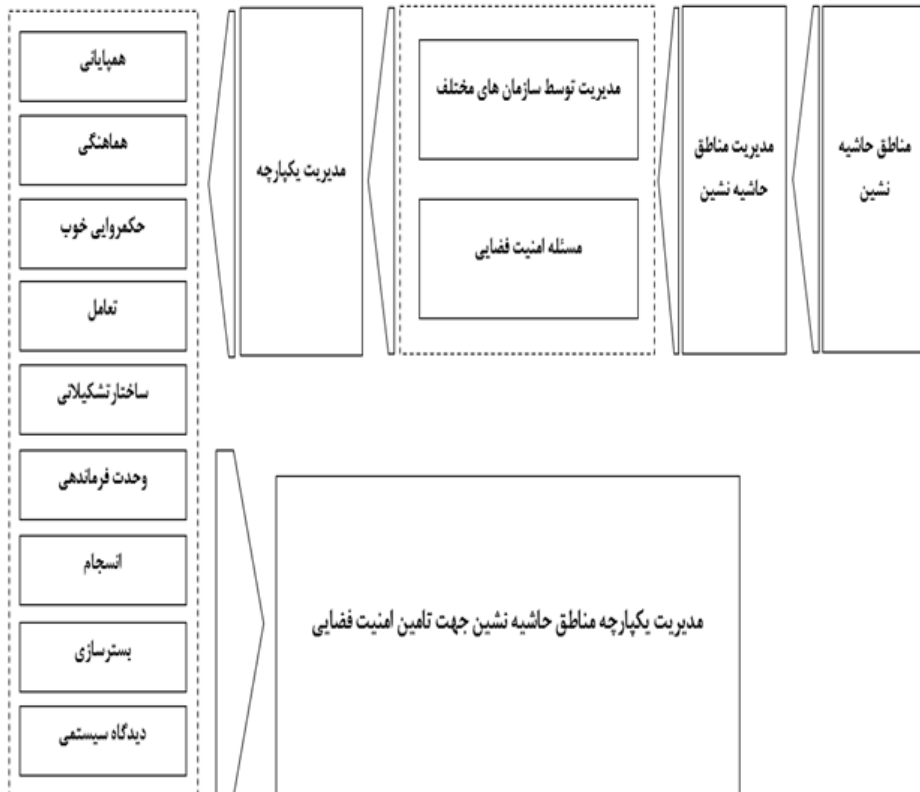 مناطق حاشیه
نشین
مدیریت مناطق
حاشیه نشین
مدیریت توسط سازمان های مختلف
مسئله امنیت فضایی
مدیریت یکپارچه
همپایانی
هماهنگی
حکمروایی خوب
تعامل
ساختار تشکیلاتی
وحدت فرماندهی
انسجام
بسترسازی
دیدگاه سیستمی
مدیریت یکپارچه مناطق حاشیه نشین جهت تامین امنیت فضایی